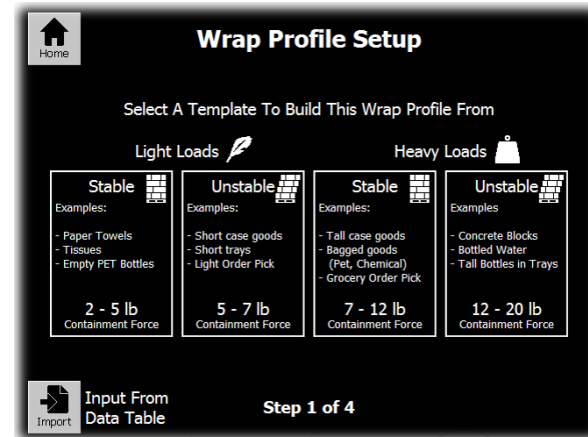 Home
Wrap Profile Setup
Select A Template To Build This Wrap Profile From
Light Loads
Heavy Loads
Stable
Examples:
- Paper Towels
- Tissues
- Empty PET Bottles
2 - 5 lb
Containment Force
Unstable
Examples:
- Short case goods
- Short trays
- Light Order Pick
5 - 7 lb
Containment Force
Stable
Examples:
- Tall case goods
- Bagged goods
(Pet, Chemical)
- Grocery Order Pick
7 - 12 lb
Containment Force
Unstable
Examples
- Concrete Blocks
- Bottled Water
- Tall Bottles in Trays
12 - 20 lb
Containment Force
Import
Input From
Data Table
Step 1 of 4